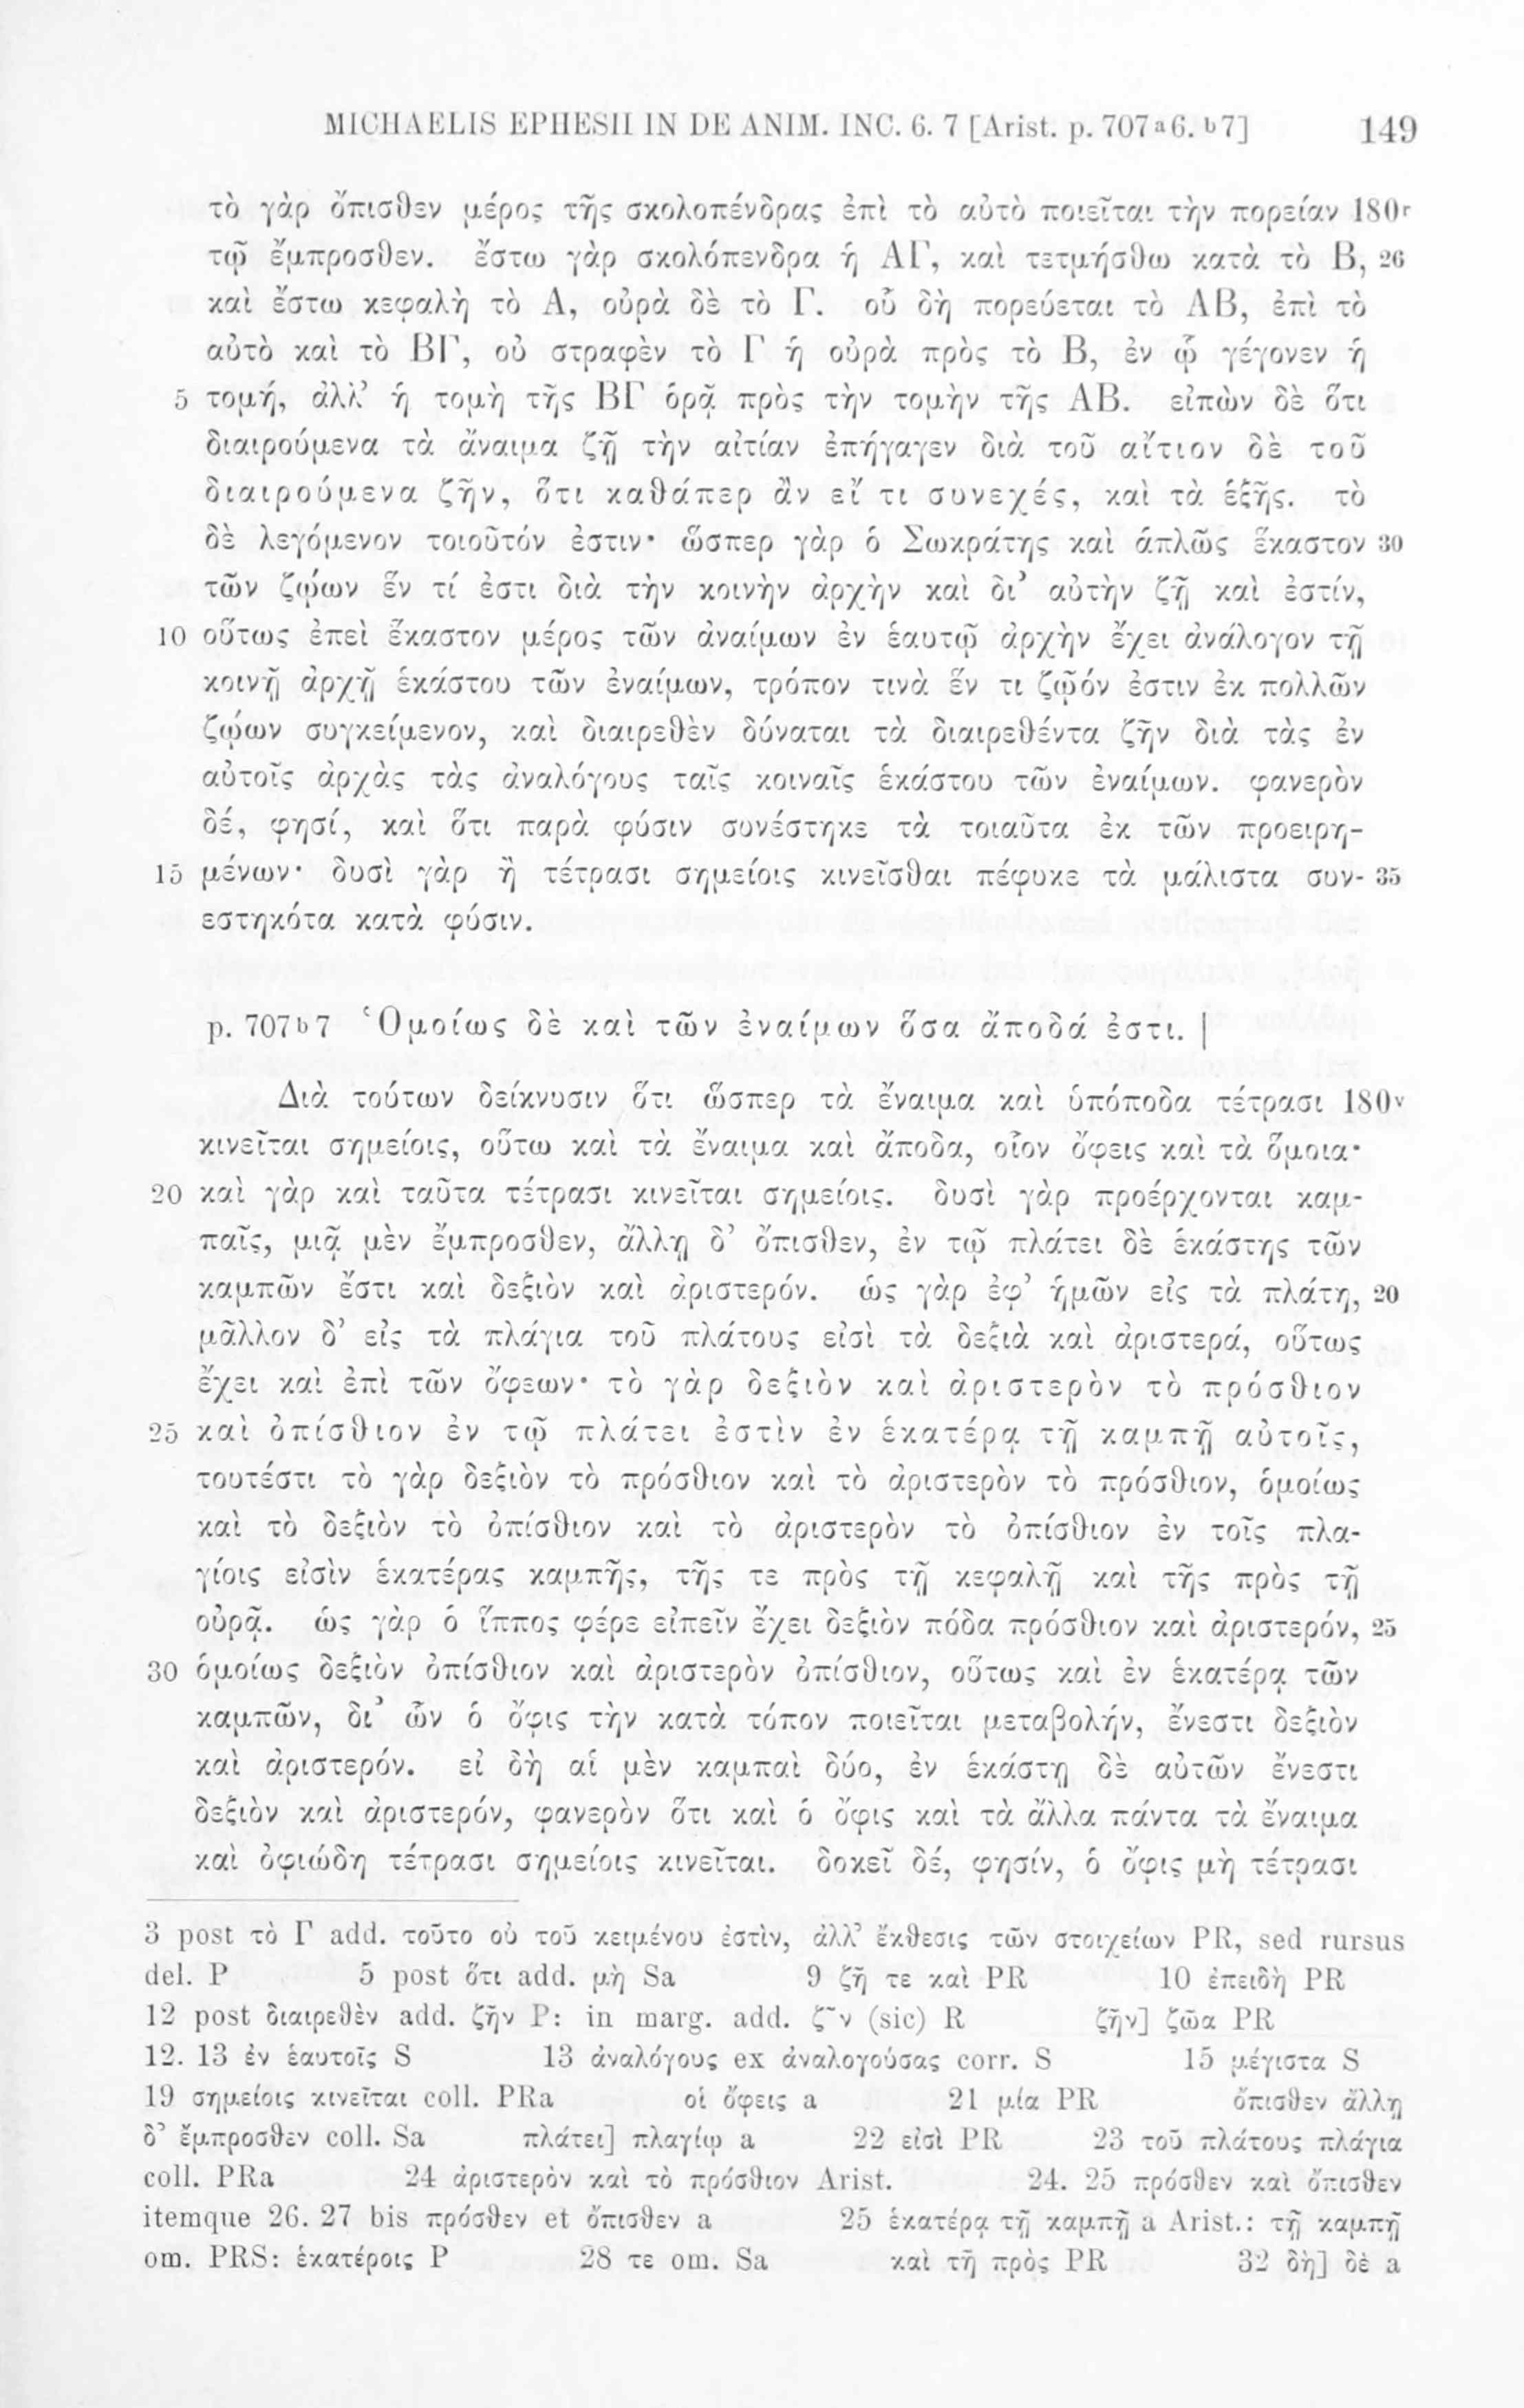 MICHAELIS EPHESII IN DE ANIM. INC. 6. 7 [Arist. p. 707ᵃ6. ᵇ7] 149
τὸ γὰρ ὄπισθεν μέρος τῆς σκολοπένδρας ἐπὶ τὸ αὐτὸ ποιεῖται τὴν πορείαν 180ʳ
τῷ ἔμπροσθεν. ἔστω γὰρ σκολόπενδρα ἡ ΑΓ, καὶ τετμήσθω κατὰ τὸ Β, 26
καὶ ἔστω κεφαλὴ τὸ Α, οὐρὰ δὲ τὸ Γ. οὗ δὴ πορεύεται τὸ ΑΒ, ἐπὶ τὸ
αὐτὸ καὶ τὸ ΒΓ, οὐ στραφὲν τὸ Γ ἡ οὐρὰ πρὸς τὸ Β, ἐν ᾧ γέγονεν ἡ
5 τομή, ἀλλ' ἡ τομὴ τῆς ΒΓ ὁρᾷ πρὸς τὴν τομὴν τῆς ΑΒ. εἰπὼν δὲ ὅτι
διαιρούμενα τὰ ἄναιμα ζῇ τὴν αἰτίαν ἐπήγαγεν διὰ τοῦ αἴτιον δὲ τοῦ
διαιρούμενα ζῆν, ὅτι καθάπερ ἂν εἴ τι συνεχές, καὶ τὰ ἑξῆς. τὸ
δὲ λεγόμενον τοιοῦτόν ἐστιν· ὥσπερ γὰρ ὁ Σωκράτης καὶ ἁπλῶς ἕκαστον 30
τῶν ζῴων ἕν τί ἐστι διὰ τὴν κοινὴν ἀρχὴν καὶ δι' αὐτὴν ζῇ καὶ ἐστίν,
10 οὕτως ἐπεὶ ἕκαστον μέρος τῶν ἀναίμων ἐν ἑαυτῷ ἀρχὴν ἔχει ἀνάλογον τῇ
κοινῇ ἀρχῇ ἑκάστου τῶν ἐναίμων, τρόπον τινὰ ἕν τι ζῷόν ἐστιν ἐκ πολλῶν
ζῴων συγκείμενον, καὶ διαιρεθὲν δύναται τὰ διαιρεθέντα ζῆν διὰ τὰς ἐν
αὐτοῖς ἀρχὰς τὰς ἀναλόγους ταῖς κοιναῖς ἑκάστου τῶν ἐναίμων. φανερὸν
δέ, φησί, καὶ ὅτι παρὰ φύσιν συνέστηκε τὰ τοιαῦτα ἐκ τῶν προειρη-
15 μένων· δυσὶ γὰρ ἢ τέτρασι σημείοις κινεῖσθαι πέφυκε τὰ μάλιστα συν- 35
εστηκότα κατὰ φύσιν.
p. 707ᵇ7 Ὁμοίως δὲ καὶ τῶν ἐναίμων ὅσα ἄποδά ἐστι. |
Διὰ τούτων δείκνυσιν ὅτι ὥσπερ τὰ ἔναιμα καὶ ὑπόποδα τέτρασι 180ᵛ
κινεῖται σημείοις, οὕτω καὶ τὰ ἔναιμα καὶ ἄποδα, οἷον ὄφεις καὶ τὰ ὅμοια·
20 καὶ γὰρ καὶ ταῦτα τέτρασι κινεῖται σημείοις. δυσὶ γὰρ προέρχονται καμ-
παῖς, μιᾷ μὲν ἔμπροσθεν, ἄλλῃ δ' ὄπισθεν, ἐν τῷ πλάτει δὲ ἑκάστης τῶν
καμπῶν ἔστι καὶ δεξιὸν καὶ ἀριστερόν. ὡς γὰρ ἐφ' ἡμῶν εἰς τὰ πλάτη, 20
μᾶλλον δ' εἰς τὰ πλάγια τοῦ πλάτους εἰσὶ τὰ δεξιὰ καὶ ἀριστερά, οὕτως
ἔχει καὶ ἐπὶ τῶν ὄφεων· τὸ γὰρ δεξιὸν καὶ ἀριστερὸν τὸ πρόσθιον
25 καὶ ὀπίσθιον ἐν τῷ πλάτει ἐστὶν ἐν ἑκατέρᾳ τῇ καμπῇ αὐτοῖς,
τουτέστι τὸ γὰρ δεξιὸν τὸ πρόσθιον καὶ τὸ ἀριστερὸν τὸ πρόσθιον, ὁμοίως
καὶ τὸ δεξιὸν τὸ ὀπίσθιον καὶ τὸ ἀριστερὸν τὸ ὀπίσθιον ἐν τοῖς πλα-
γίοις εἰσὶν ἑκατέρας καμπῆς, τῆς τε πρὸς τῇ κεφαλῇ καὶ τῆς πρὸς τῇ
οὐρᾷ. ὡς γὰρ ὁ ἵππος φέρε εἰπεῖν ἔχει δεξιὸν πόδα πρόσθιον καὶ ἀριστερόν, 25
30 ὁμοίως δεξιὸν ὀπίσθιον καὶ ἀριστερὸν ὀπίσθιον, οὕτως καὶ ἐν ἑκατέρᾳ τῶν
καμπῶν, δι' ὧν ὁ ὄφις τὴν κατὰ τόπον ποιεῖται μεταβολήν, ἔνεστι δεξιὸν
καὶ ἀριστερόν. εἰ δὴ αἱ μὲν καμπαὶ δύο, ἐν ἑκάστῃ δὲ αὐτῶν ἔνεστι
δεξιὸν καὶ ἀριστερόν, φανερὸν ὅτι καὶ ὁ ὄφις καὶ τὰ ἄλλα πάντα τὰ ἔναιμα
καὶ ὀφιώδη τέτρασι σημείοις κινεῖται. δοκεῖ δέ, φησίν, ὁ ὄφις μὴ τέτρασι
3 post τὸ Γ add. τοῦτο οὐ τοῦ κειμένου ἐστὶν, ἀλλ' ἔκθεσις τῶν στοιχείων PR, sed rursus
del. P 5 post ὅτι add. μὴ Sa 9 ζῇ τε καὶ PR 10 ἐπειδὴ PR
12 post διαιρεθὲν add. ζῆν P: in marg. add. ζ῀ν (sic) R ζῆν] ζῶα PR
12. 13 ἐν ἑαυτοῖς S 13 ἀναλόγους ex ἀναλογούσας corr. S 15 μέγιστα S
19 σημείοις κινεῖται coll. PRa οἱ ὄφεις a 21 μία PR ὄπισθεν ἄλλῃ
δ' ἔμπροσθεν coll. Sa πλάτει] πλαγίῳ a 22 εἰσὶ PR 23 τοῦ πλάτους πλάγια
coll. PRa 24 ἀριστερὸν καὶ τὸ πρόσθιον Arist. 24. 25 πρόσθεν καὶ ὄπισθεν
itemque 26. 27 bis πρόσθεν et ὄπισθεν a 25 ἑκατέρᾳ τῇ καμπῇ a Arist.: τῇ καμπῇ
om. PRS: ἑκατέροις P 28 τε om. Sa καὶ τῇ πρὸς PR 32 δὴ] δὲ a